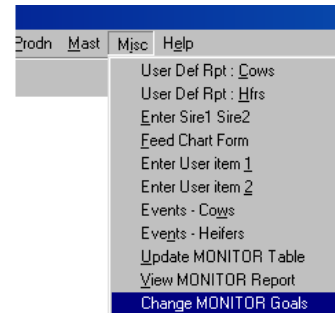 Prodn Mast Misc Help
User Def Rpt : Cows
User Def Rpt : Hfrs
Enter Sire1 Sire2
Feed Chart Form
Enter User item 1
Enter User item 2
Events - Cows
Events - Heifers
Update MONITOR Table
View MONITOR Report
Change MONITOR Goals